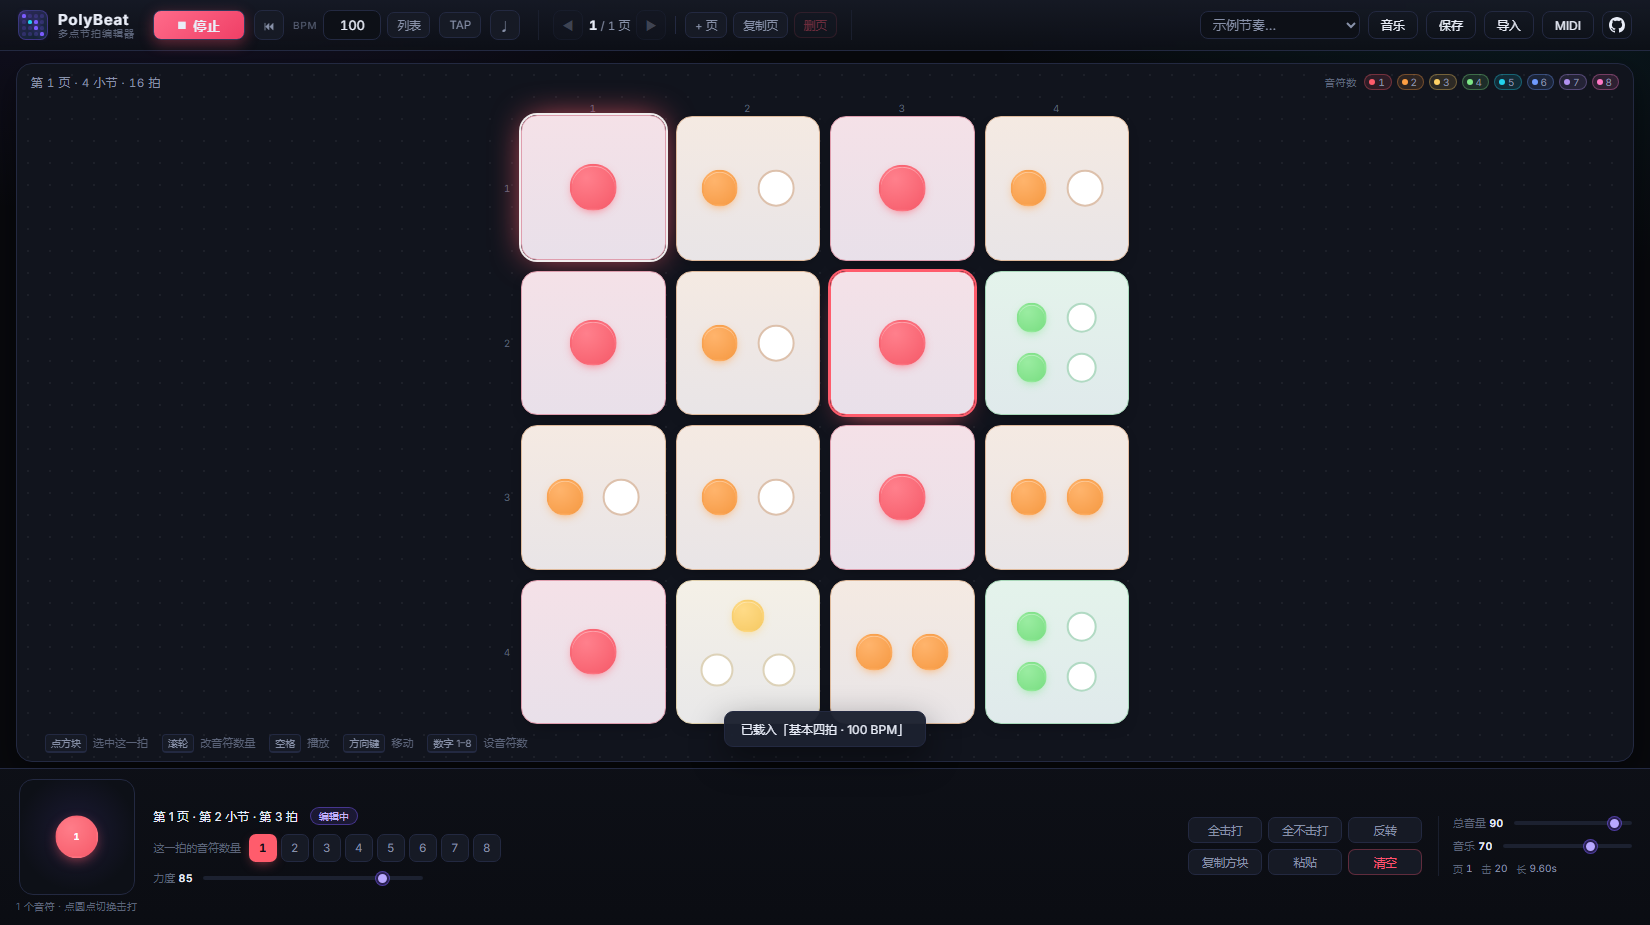 PolyBeat
多点节拍编辑器
停止
BPM 100 列表 TAP
1 / 1 页
+ 页 复制页 删页
示例节奏... 音乐 保存 导入 MIDI
第 1 页 · 4 小节 · 16 拍
音符数 1 2 3 4 5 6 7 8
1 2 3 4
1
2
3
4
已载入「基本四拍 · 100 BPM」
点方块 选中这一拍 滚轮 改音符数量 空格 播放 方向键 移动 数字 1–8 设音符数
1
1 个音符 · 点圆点切换击打
第 1 页 · 第 2 小节 · 第 3 拍 编辑中
这一拍的音符数量 1 2 3 4 5 6 7 8
力度 85
全击打 全不击打 反转
复制方块 粘贴 清空
总音量 90
音乐 70
页 1 击 20 长 9.60s